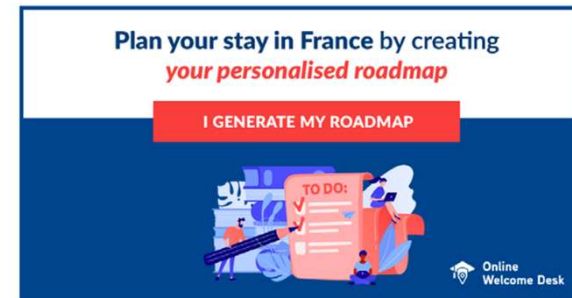 Plan your stay in France by creating
your personalised roadmap
I GENERATE MY ROADMAP
TO DO:
Online
Welcome Desk